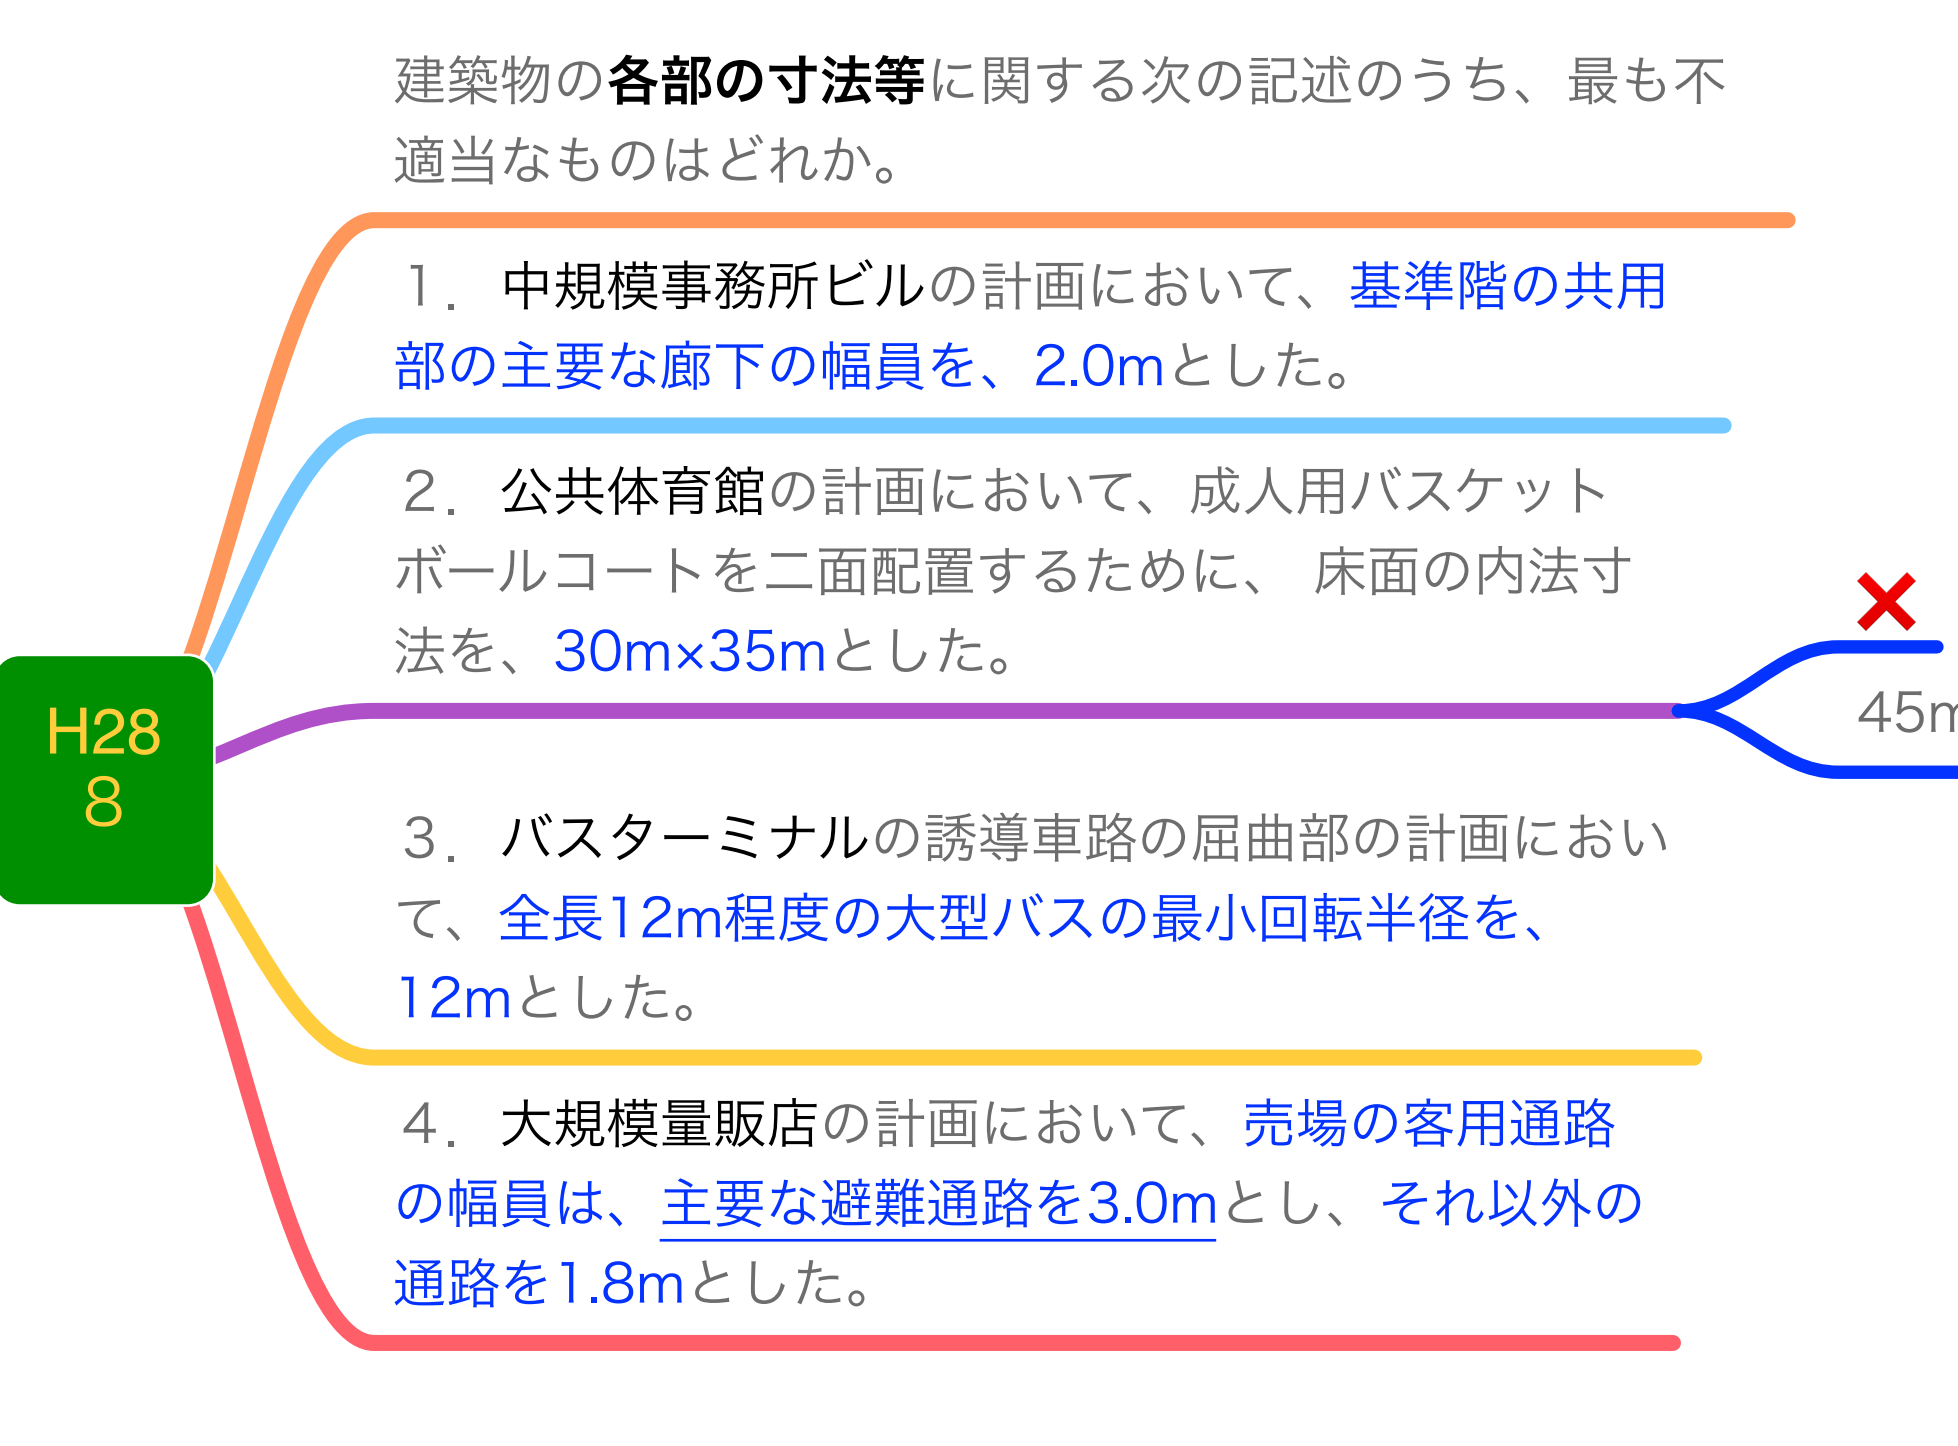 建築物の各部の寸法等に関する次の記述のうち、最も不
適当なものはどれか。
１．中規模事務所ビルの計画において、基準階の共用
部の主要な廊下の幅員を、2.0mとした。
２．公共体育館の計画において、成人用バスケット
ボールコートを二面配置するために、 床面の内法寸
法を、30m×35mとした。
×
45m
H28
8
３．バスターミナルの誘導車路の屈曲部の計画におい
て、全長12m程度の大型バスの最小回転半径を、
12mとした。
４．大規模量販店の計画において、売場の客用通路
の幅員は、主要な避難通路を3.0mとし、それ以外の
通路を1.8mとした。